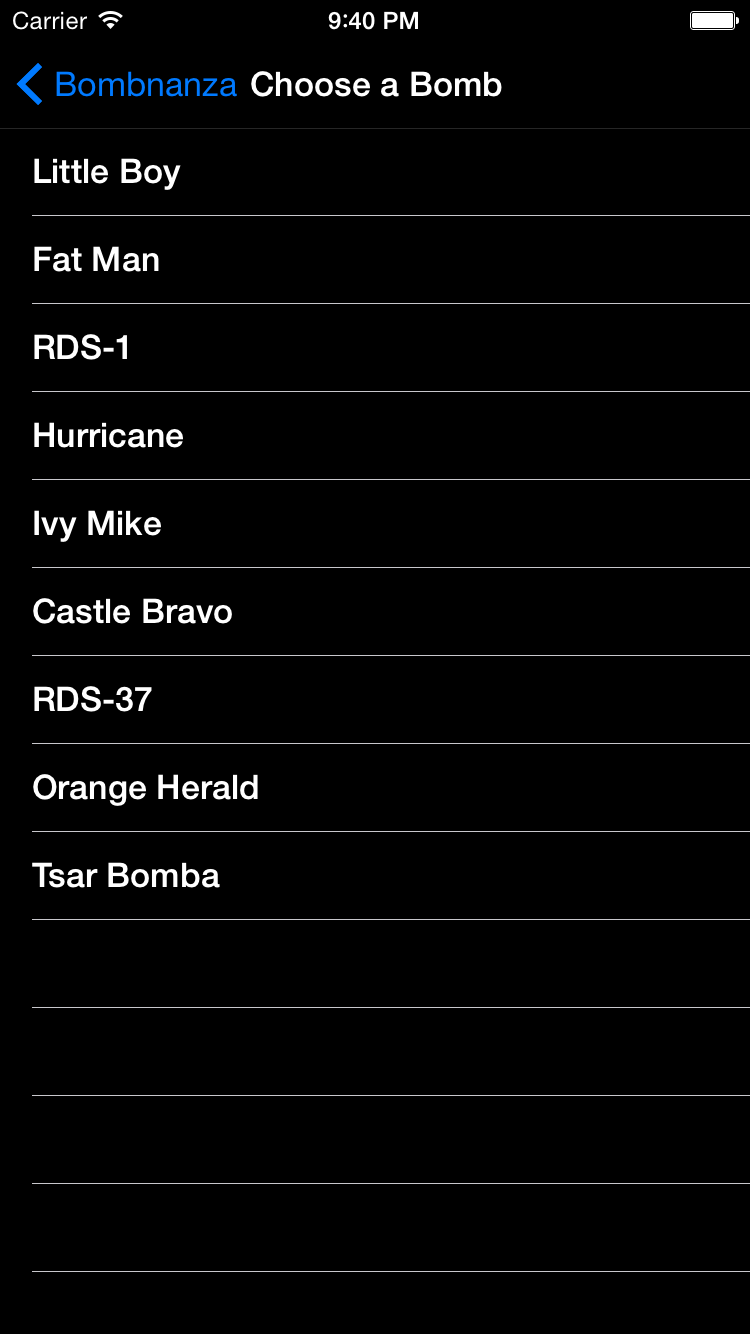 Carrier 9:40 PM
Bombnanza Choose a Bomb
Little Boy
Fat Man
RDS-1
Hurricane
Ivy Mike
Castle Bravo
RDS-37
Orange Herald
Tsar Bomba